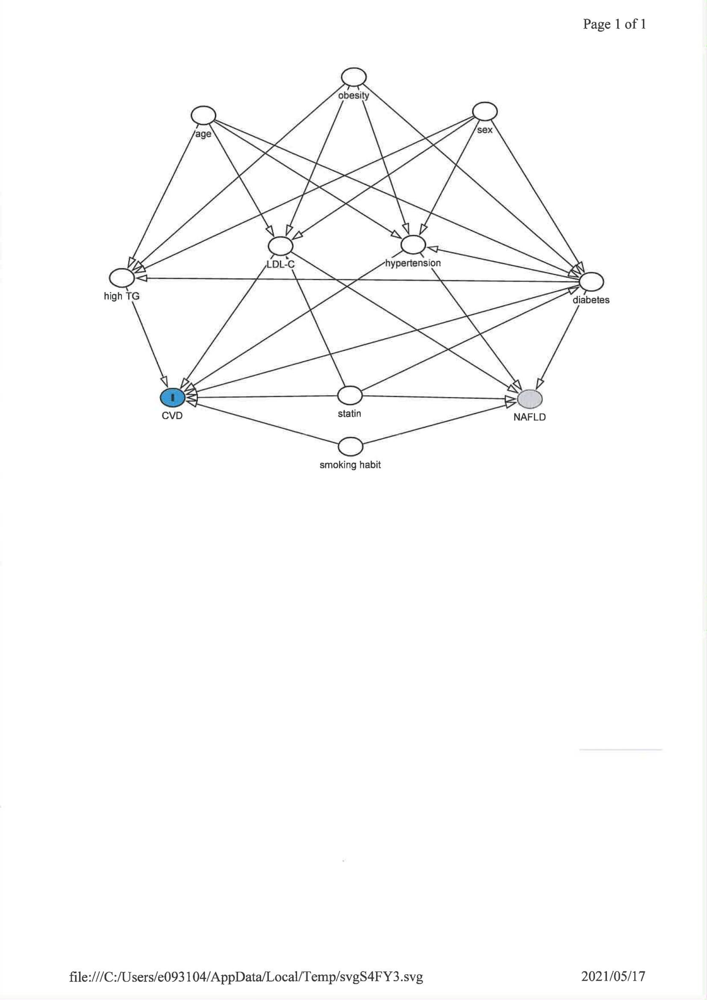 Page 1 of 1
obesity
age
sex
LDL-C
hypertension
high TG
diabetes
CVD
statin
NAFLD
smoking habit
file:///C:/Users/e093104/AppData/Local/Temp/svgS4FY3.svg
2021/05/17